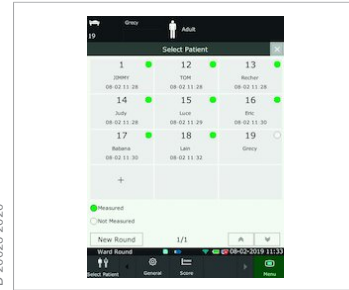 Grecy
Adult
19
Select Patient
1 12 13
JIMMY TOM Recher
08-02 11:28 08-02 11:28 08-02 11:28
14 15 16
Judy Luce Eric
08-02 11:28 08-02 11:29 08-02 11:30
17 18 19
Rebana Lain Grecy
08-02 11:30 08-02 11:32
+
Measured
Not Measured
New Round 1/1
Ward Round 08-02-2019 11:33
Select Patient General Score Menu